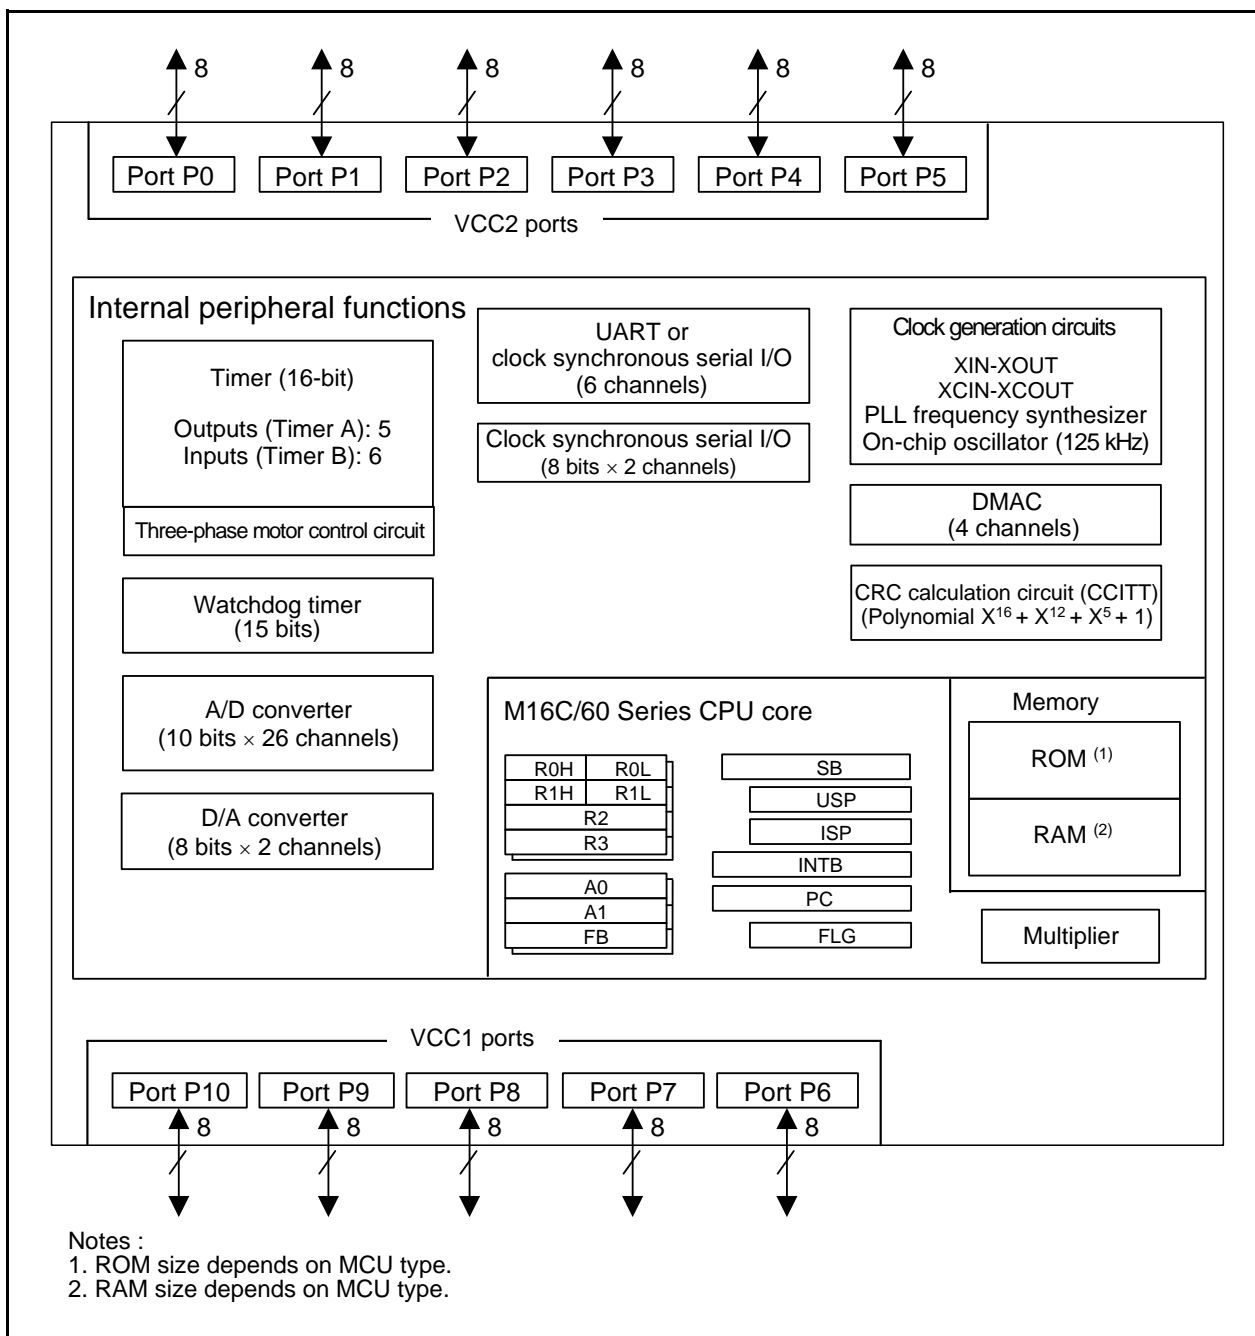 8 8 8 8 8 8
Port P0 Port P1 Port P2 Port P3 Port P4 Port P5
VCC2 ports
Internal peripheral functions
Timer (16-bit)
Outputs (Timer A): 5
Inputs (Timer B): 6
Three-phase motor control circuit
Watchdog timer
(15 bits)
A/D converter
(10 bits × 26 channels)
D/A converter
(8 bits × 2 channels)
UART or
clock synchronous serial I/O
(6 channels)
Clock synchronous serial I/O
(8 bits × 2 channels)
Clock generation circuits
XIN-XOUT
XCIN-XCOUT
PLL frequency synthesizer
On-chip oscillator (125 kHz)
DMAC
(4 channels)
CRC calculation circuit (CCITT)
(Polynomial X¹⁶ + X¹² + X⁵ + 1)
M16C/60 Series CPU core
R0H R0L
R1H R1L
R2
R3
A0
A1
FB
SB
USP
ISP
INTB
PC
FLG
Memory
ROM (1)
RAM (2)
Multiplier
VCC1 ports
Port P10 Port P9 Port P8 Port P7 Port P6
8 8 8 8 8
Notes :
1. ROM size depends on MCU type.
2. RAM size depends on MCU type.